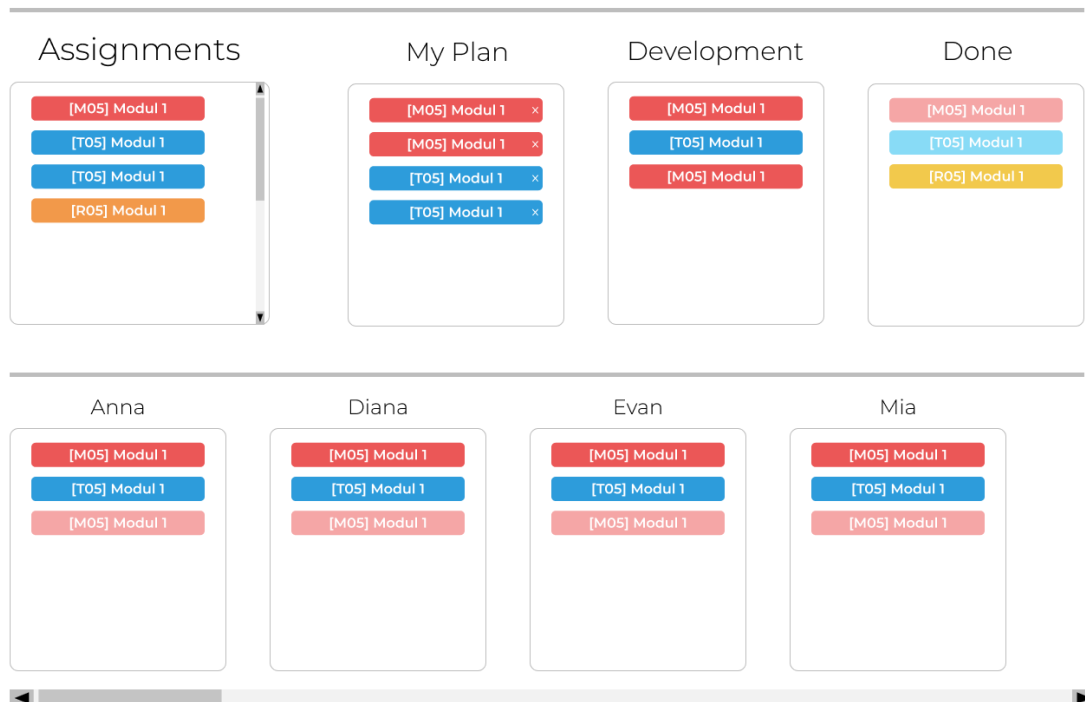 Assignments
My Plan
Development
Done
[M05] Modul 1
[T05] Modul 1
[T05] Modul 1
[R05] Modul 1
[M05] Modul 1 ×
[M05] Modul 1 ×
[T05] Modul 1 ×
[T05] Modul 1 ×
[M05] Modul 1
[T05] Modul 1
[M05] Modul 1
[M05] Modul 1
[T05] Modul 1
[R05] Modul 1
Anna
Diana
Evan
Mia
[M05] Modul 1
[T05] Modul 1
[M05] Modul 1
[M05] Modul 1
[T05] Modul 1
[M05] Modul 1
[M05] Modul 1
[T05] Modul 1
[M05] Modul 1
[M05] Modul 1
[T05] Modul 1
[M05] Modul 1